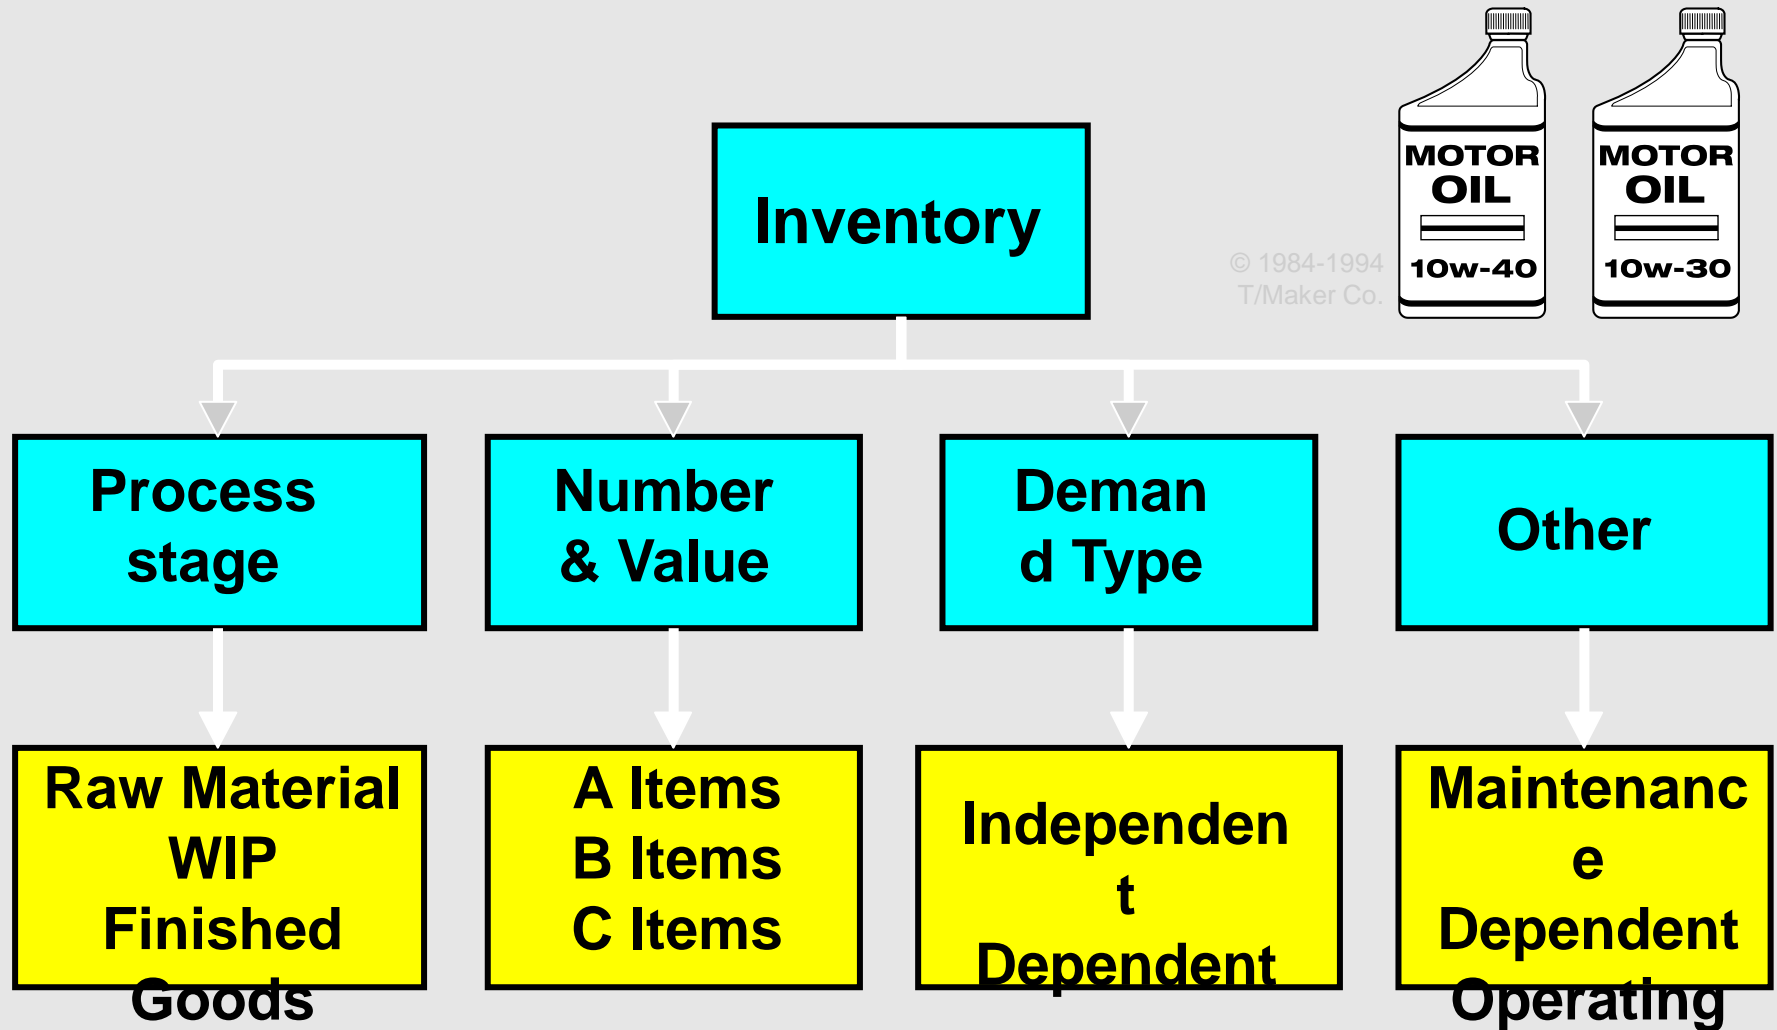 Inventory
MOTOR
OIL
10w-40
MOTOR
OIL
10w-30
© 1984-1994
T/Maker Co.
Process
stage
Number
& Value
Deman
d Type
Other
Raw Material
WIP
Finished
Goods
A Items
B Items
C Items
Independen
t
Dependent
Maintenanc
e
Dependent
Operating